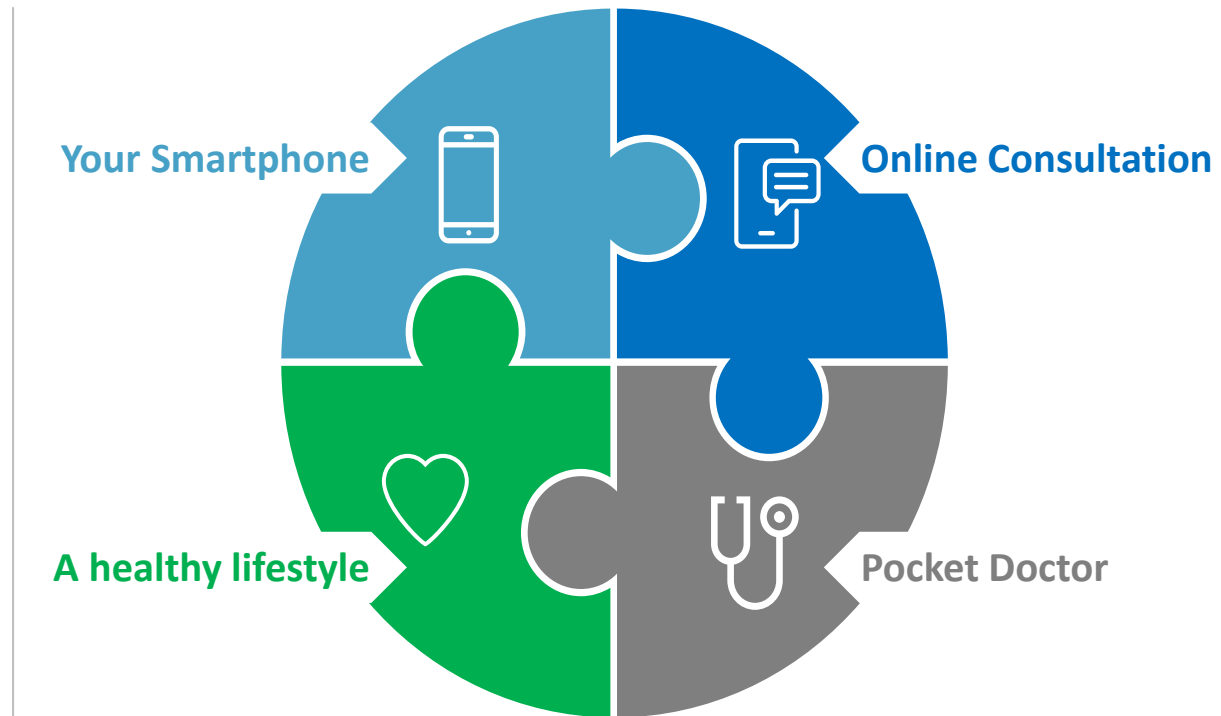 Your Smartphone
Online Consultation
A healthy lifestyle
Pocket Doctor